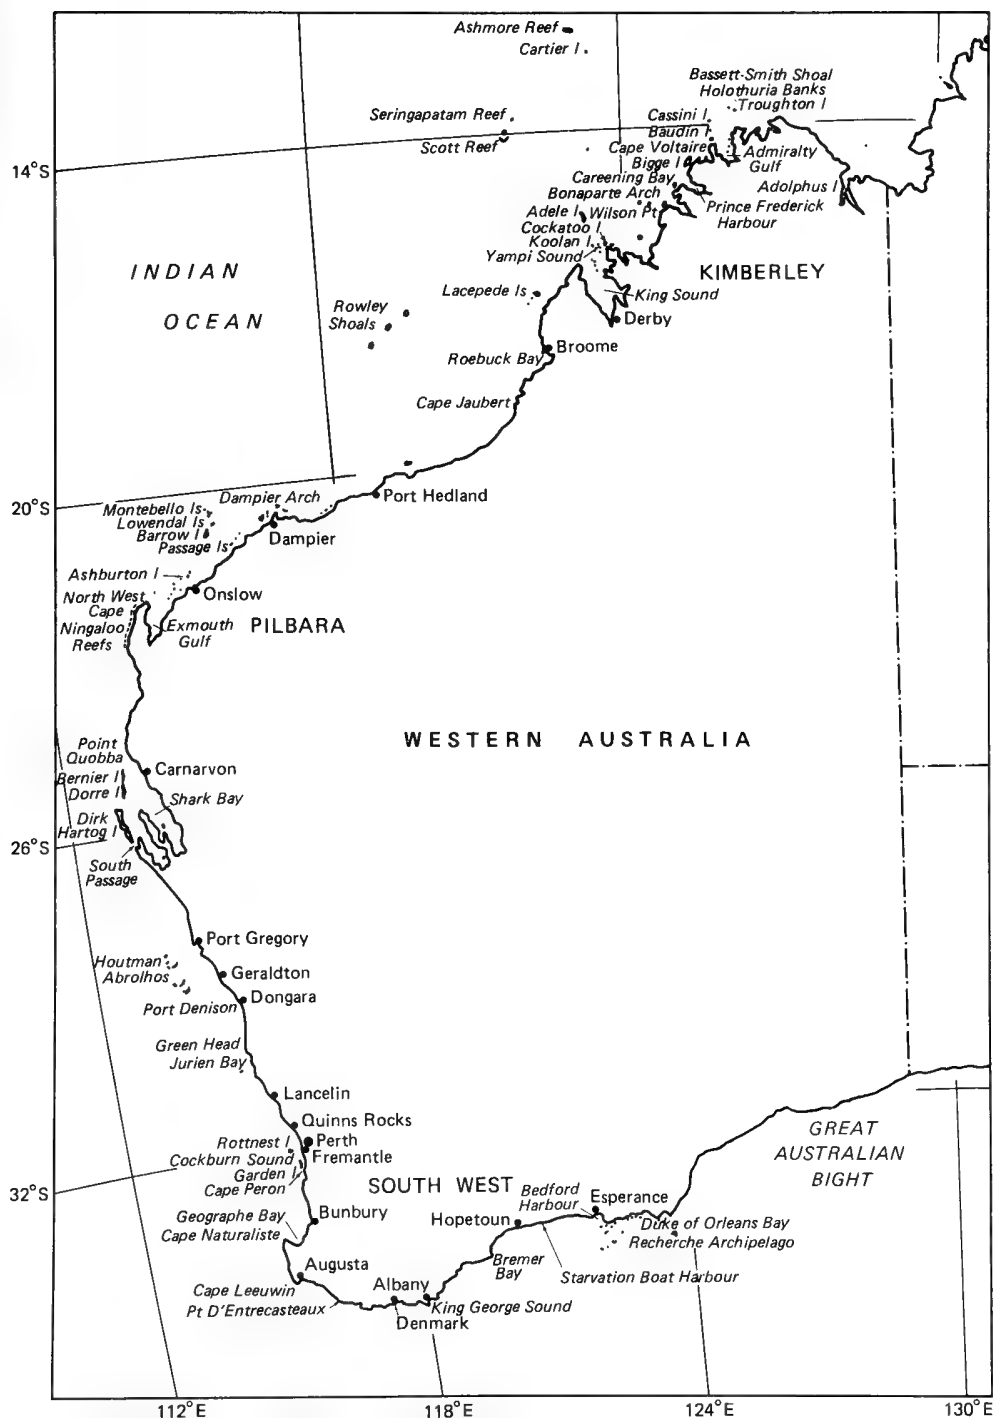 Ashmore Reef
Cartier I
Bassett-Smith Shoal
Holothuria Banks
Troughton I
Seringapatam Reef
Cassini I
Scott Reef
Baudin I
Cape Voltaire
Admiralty
Gulf
Bigge I
14°S
Careening Bay
Adolphus I
Bonaparte Arch
Prince Frederick
Harbour
Adele I
Wilson Pt
Cockatoo I
Koolan I
Yampi Sound
KIMBERLEY
INDIAN
OCEAN
Lacepede Is
King Sound
Rowley
Shoals
Derby
Broome
Roebuck Bay
Cape Jaubert
20°S
Dampier Arch
Port Hedland
Montebello Is
Lowendal Is
Barrow I
Passage Is
Dampier
Ashburton I
Onslow
North West
Cape
Ningaloo
Reefs
Exmouth
Gulf
PILBARA
WESTERN AUSTRALIA
Point
Quobba
Carnarvon
Bernier I
Dorre I
Shark Bay
Dirk
Hartog I
26°S
South
Passage
Port Gregory
Houtman
Abrolhos
Geraldton
Dongara
Port Denison
Green Head
Jurien Bay
Lancelin
Quinns Rocks
Rottnest I
Perth
Cockburn Sound
Fremantle
Garden I
Cape Peron
GREAT
AUSTRALIAN
BIGHT
32°S
SOUTH WEST
Bedford
Harbour
Esperance
Geographe Bay
Bunbury
Hopetoun
Duke of Orleans Bay
Cape Naturaliste
Recherche Archipelago
Augusta
Bremer
Bay
Starvation Boat Harbour
Cape Leeuwin
Albany
Pt D'Entrecasteaux
King George Sound
Denmark
112°E
118°E
124°E
130°E